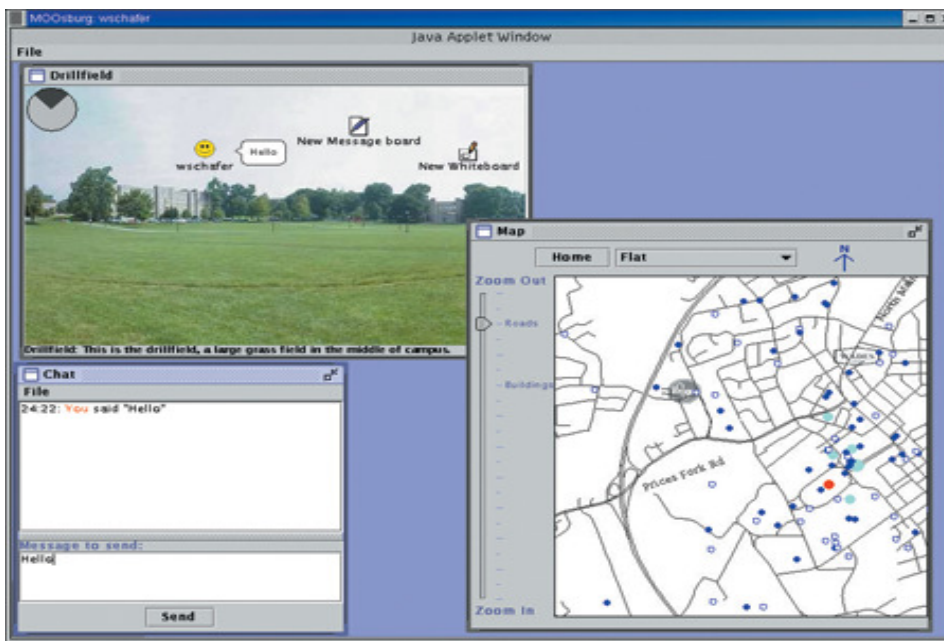 MOOsburg: wschafer
Java Applet Window
File
Drillfield
Hello
wschafer
New Message board
New Whiteboard
Drillfield: This is the drillfield, a large grass field in the middle of campus.
Map
Home
Flat
N
Zoom Out
Roads
Buildings
Zoom In
North Main
Prices Fork Rd
Chat
File
24:22: You said "Hello"
Message to send:
Hello
Send